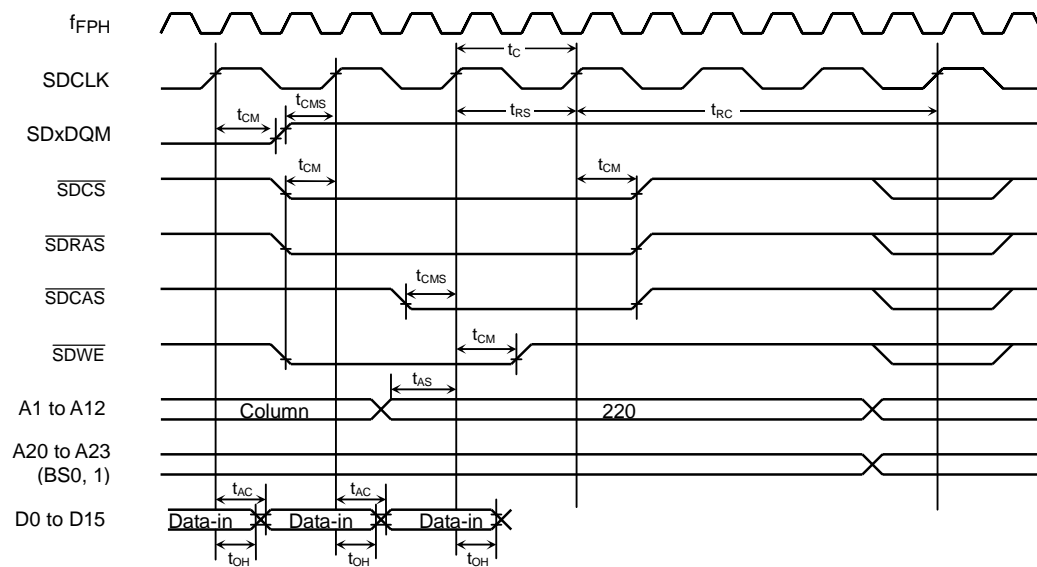 fFPH
tC
SDCLK
tCMS
tRS
tRC
tCM
SDxDQM
tCM
tCM
SDCS
SDRAS
tCMS
SDCAS
tCM
SDWE
tAS
A1 to A12
Column
220
A20 to A23
(BS0, 1)
tAC
tAC
D0 to D15
Data-in
Data-in
Data-in
tOH
tOH
tOH